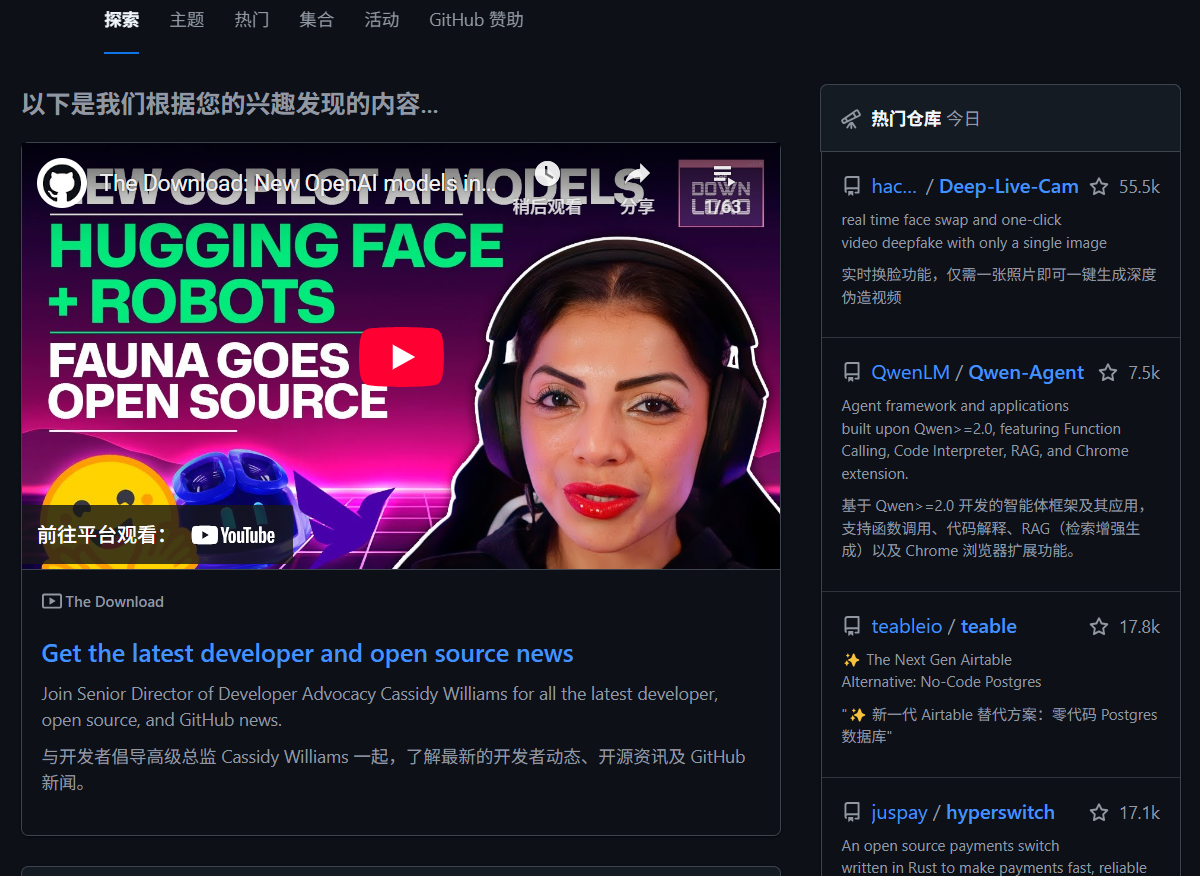 探索 主题 热门 集合 活动 GitHub 赞助
以下是我们根据您的兴趣发现的内容...
NEW COPILOT AI MODELS
The Download: New OpenAI models in...
稍后观看 分享 1/63
DOWN
LOAD
HUGGING FACE
+ ROBOTS
FAUNA GOES
OPEN SOURCE
前往平台观看： YouTube
The Download
Get the latest developer and open source news
Join Senior Director of Developer Advocacy Cassidy Williams for all the latest developer,
open source, and GitHub news.
与开发者倡导高级总监 Cassidy Williams 一起，了解最新的开发者动态、开源资讯及 GitHub
新闻。
热门仓库 今日
hac... / Deep-Live-Cam 55.5k
real time face swap and one-click
video deepfake with only a single image
实时换脸功能，仅需一张照片即可一键生成深度
伪造视频
QwenLM / Qwen-Agent 7.5k
Agent framework and applications
built upon Qwen>=2.0, featuring Function
Calling, Code Interpreter, RAG, and Chrome
extension.
基于 Qwen>=2.0 开发的智能体框架及其应用，
支持函数调用、代码解释、RAG（检索增强生
成）以及 Chrome 浏览器扩展功能。
teableio / teable 17.8k
✨ The Next Gen Airtable
Alternative: No-Code Postgres
"✨ 新一代 Airtable 替代方案：零代码 Postgres
数据库"
juspay / hyperswitch 17.1k
An open source payments switch
written in Rust to make payments fast, reliable